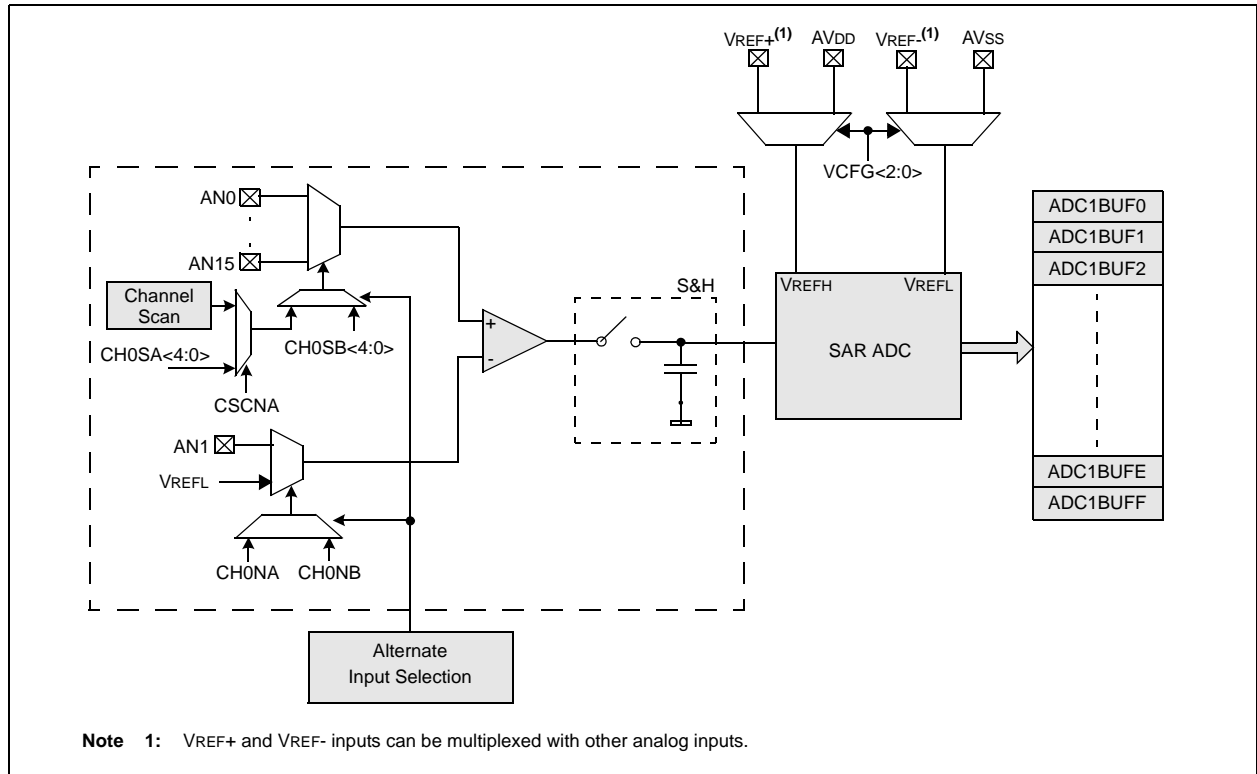 VREF+(1) AVDD VREF-(1) AVSS
VCFG<2:0>
AN0
AN15
Channel
Scan
CH0SA<4:0>
CH0SB<4:0>
CSCNA
AN1
VREFL
CH0NA CH0NB
+
-
S&H
VREFH VREFL
SAR ADC
ADC1BUF0
ADC1BUF1
ADC1BUF2
ADC1BUFE
ADC1BUFF
Alternate
Input Selection
Note 1: VREF+ and VREF- inputs can be multiplexed with other analog inputs.